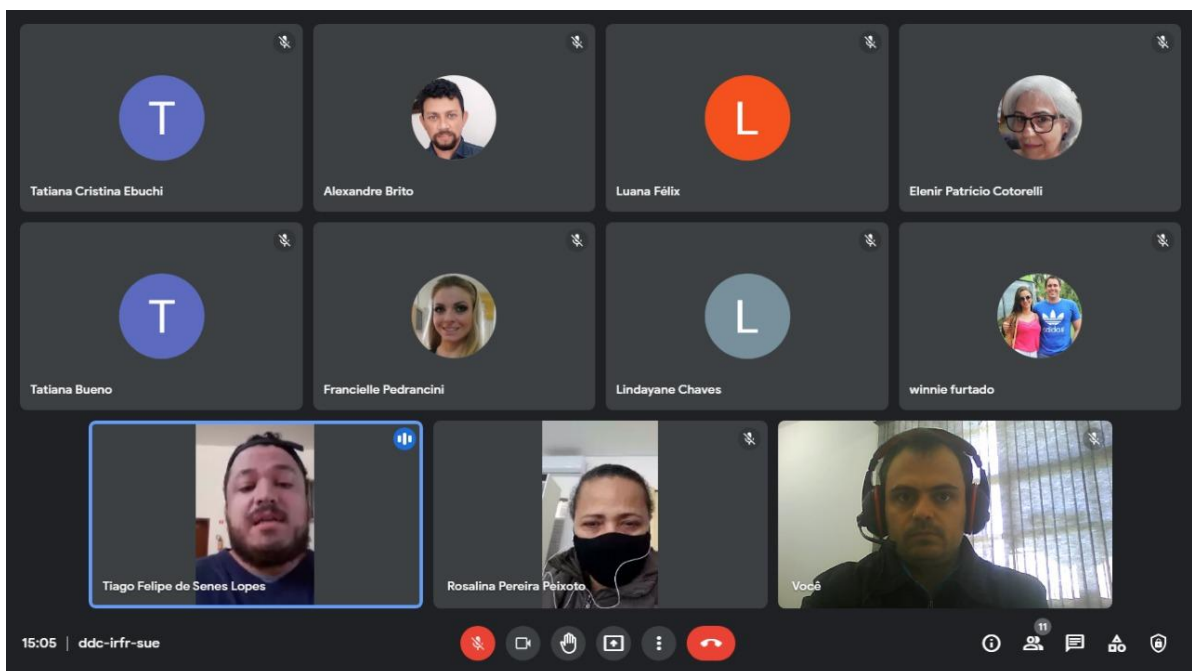 T
Tatiana Cristina Ebuchi
Alexandre Brito
L
Luana Félix
Elenir Patrício Cotorelli
T
Tatiana Bueno
Francielle Pedrancini
L
Lindayane Chaves
adidas
winnie furtado
Tiago Felipe de Senes Lopes
Rosalina Pereira Peixoto
Você
15:05 | ddc-irfr-sue
11